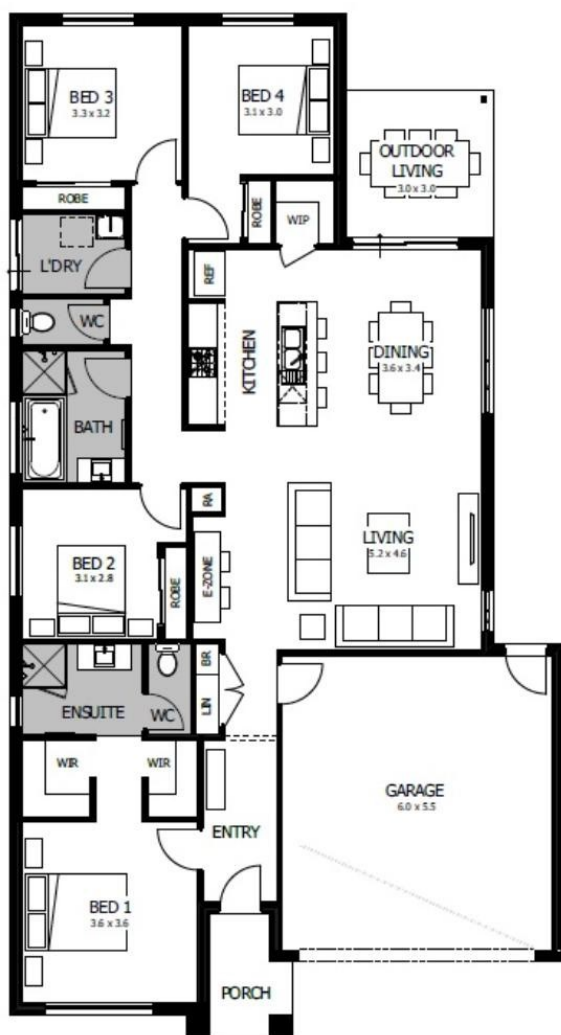 BED 3
3.3 x 3.2
BED 4
3.1 x 3.0
OUTDOOR
LIVING
3.0 x 3.0
ROBE
ROBE
WIP
L'DRY
REF
WC
KITCHEN
DINING
3.6 x 3.4
BATH
RA
BED 2
3.1 x 2.8
ROBE
E-ZONE
LIVING
5.2 x 4.6
BR
LIN
ENSUITE
WC
WIR
WIR
GARAGE
6.0 x 5.5
ENTRY
BED 1
3.6 x 3.6
PORCH